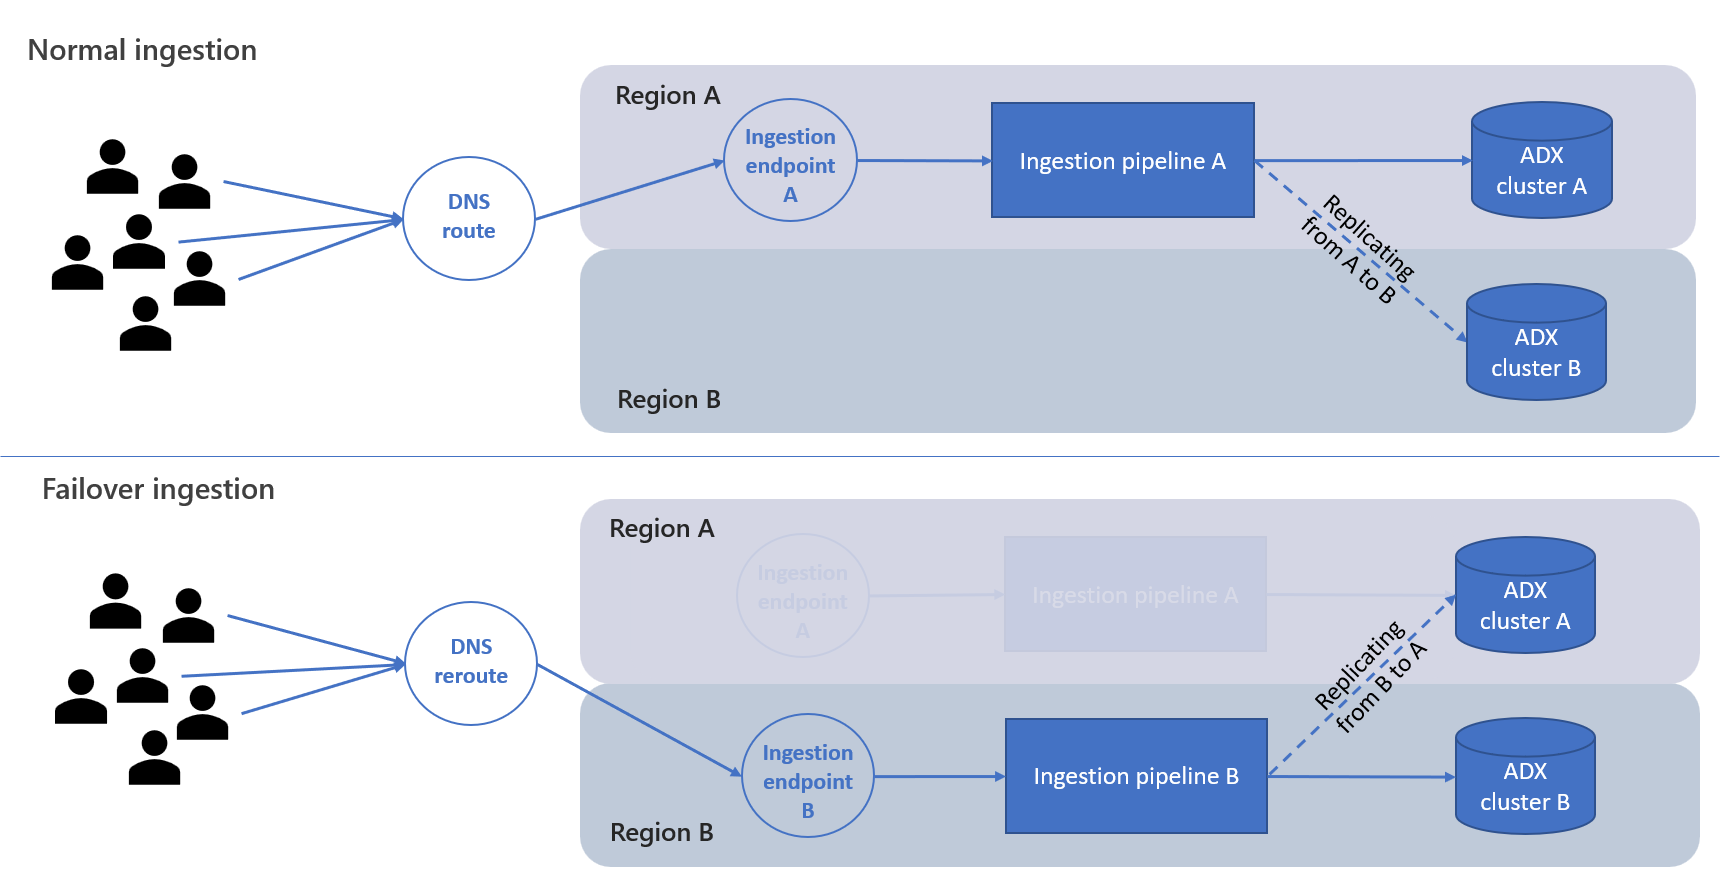 Normal ingestion
Region A
Ingestion
endpoint
A
Ingestion pipeline A
ADX
cluster A
DNS
route
Replicating
from A to B
ADX
cluster B
Region B
Failover ingestion
Region A
Ingestion
endpoint
A
Ingestion pipeline A
ADX
cluster A
DNS
reroute
Replicating
from B to A
Ingestion
endpoint
B
Ingestion pipeline B
ADX
cluster B
Region B